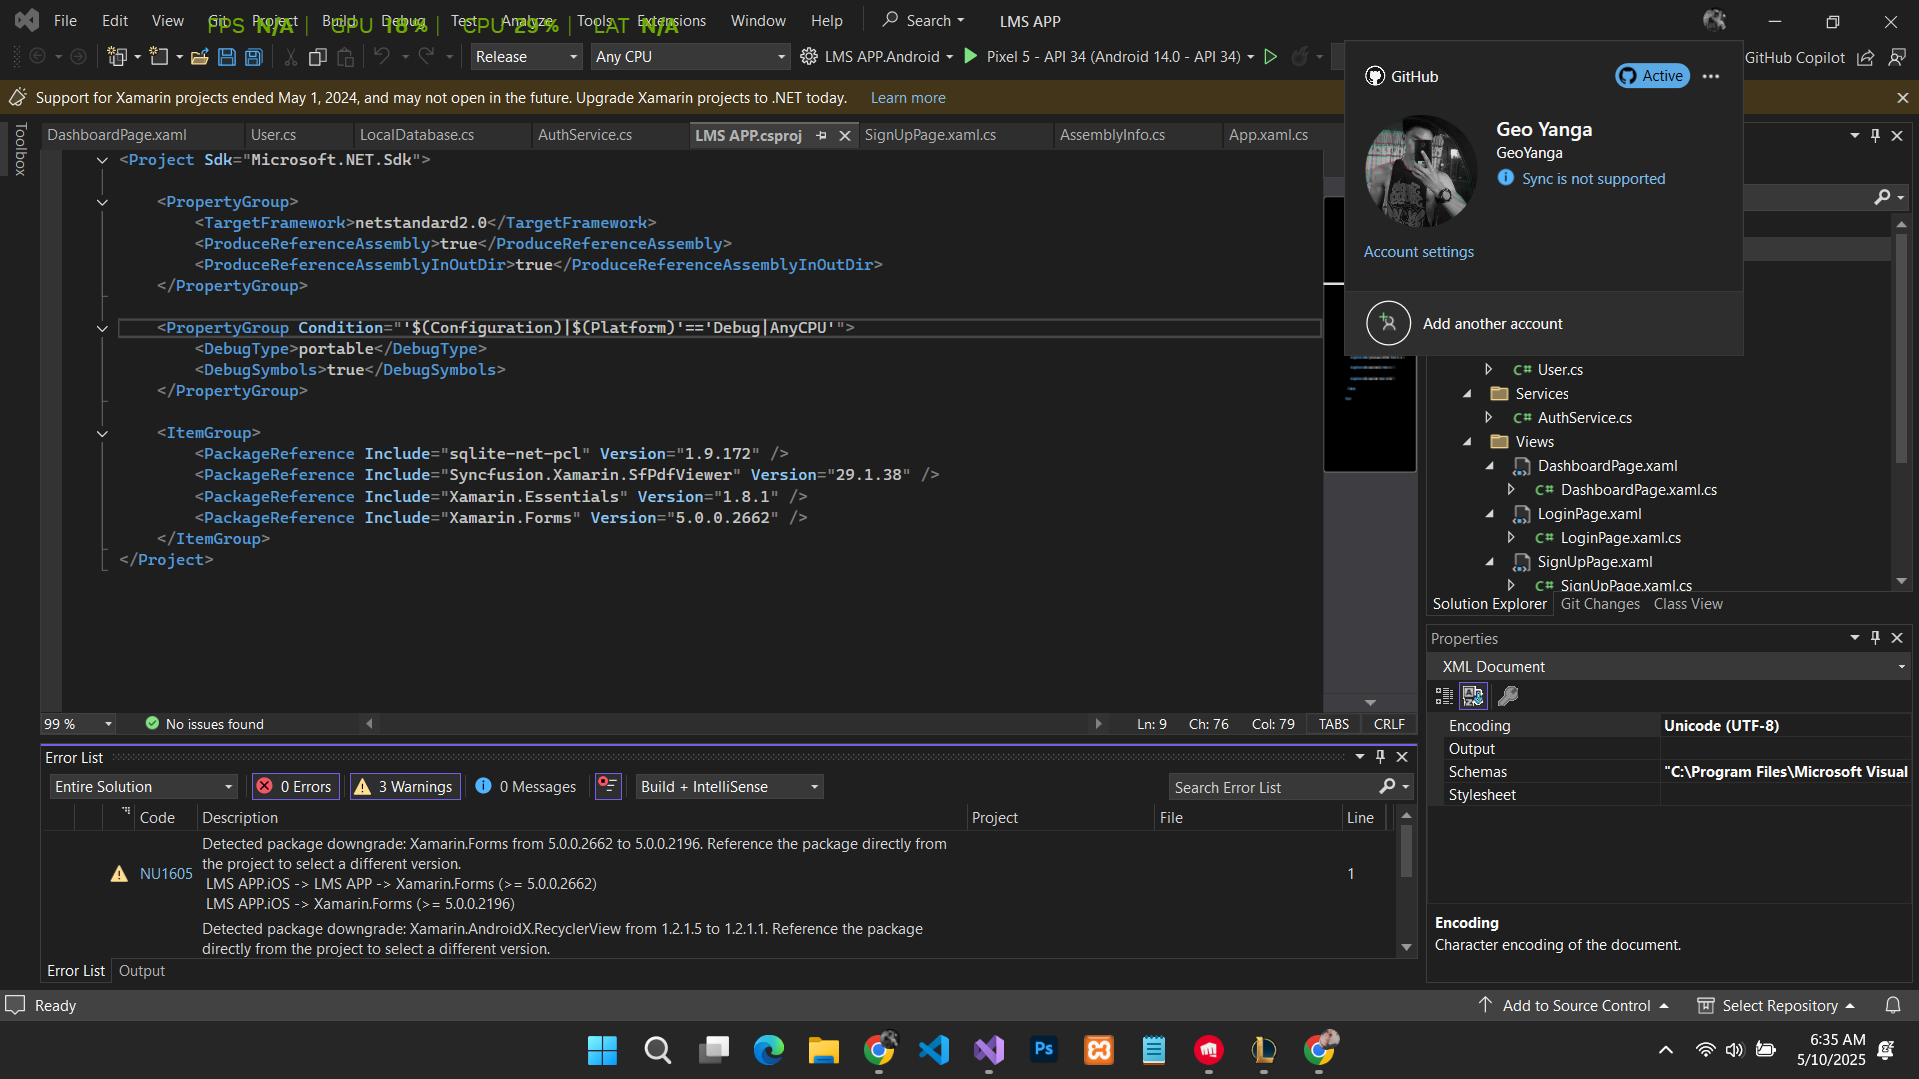 File Edit View Git Project Build Debug Test Analyze Tools Extensions Window Help Search LMS APP
FPS N/A | GPU 18% | CPU 29% | LAT N/A
Release Any CPU LMS APP.Android Pixel 5 - API 34 (Android 14.0 - API 34) GitHub Copilot
Support for Xamarin projects ended May 1, 2024, and may not open in the future. Upgrade Xamarin projects to .NET today. Learn more
Toolbox
DashboardPage.xaml User.cs LocalDatabase.cs AuthService.cs LMS APP.csproj SignUpPage.xaml.cs AssemblyInfo.cs App.xaml.cs
<Project Sdk="Microsoft.NET.Sdk">
<PropertyGroup>
<TargetFramework>netstandard2.0</TargetFramework>
<ProduceReferenceAssembly>true</ProduceReferenceAssembly>
<ProduceReferenceAssemblyInOutDir>true</ProduceReferenceAssemblyInOutDir>
</PropertyGroup>
<PropertyGroup Condition="'$(Configuration)|$(Platform)'=='Debug|AnyCPU'">
<DebugType>portable</DebugType>
<DebugSymbols>true</DebugSymbols>
</PropertyGroup>
<ItemGroup>
<PackageReference Include="sqlite-net-pcl" Version="1.9.172" />
<PackageReference Include="Syncfusion.Xamarin.SfPdfViewer" Version="29.1.38" />
<PackageReference Include="Xamarin.Essentials" Version="1.8.1" />
<PackageReference Include="Xamarin.Forms" Version="5.0.0.2662" />
</ItemGroup>
</Project>
99 % No issues found Ln: 9 Ch: 76 Col: 79 TABS CRLF
GitHub Active
Geo Yanga
GeoYanga
Sync is not supported
Account settings
Add another account
C# User.cs
Services
C# AuthService.cs
Views
DashboardPage.xaml
C# DashboardPage.xaml.cs
LoginPage.xaml
C# LoginPage.xaml.cs
SignUpPage.xaml
C# SignUpPage.xaml.cs
Solution Explorer Git Changes Class View
Properties
XML Document
Encoding Unicode (UTF-8)
Output
Schemas "C:\Program Files\Microsoft Visual
Stylesheet
Encoding
Character encoding of the document.
Error List
Entire Solution 0 Errors 3 Warnings 0 Messages Build + IntelliSense Search Error List
Code Description Project File Line
NU1605 Detected package downgrade: Xamarin.Forms from 5.0.0.2662 to 5.0.0.2196. Reference the package directly from
the project to select a different version.
LMS APP.iOS -> LMS APP -> Xamarin.Forms (>= 5.0.0.2662)
LMS APP.iOS -> Xamarin.Forms (>= 5.0.0.2196)
1
Detected package downgrade: Xamarin.AndroidX.RecyclerView from 1.2.1.5 to 1.2.1.1. Reference the package
directly from the project to select a different version.
Error List Output
Ready Add to Source Control Select Repository
Ps
6:35 AM
5/10/2025